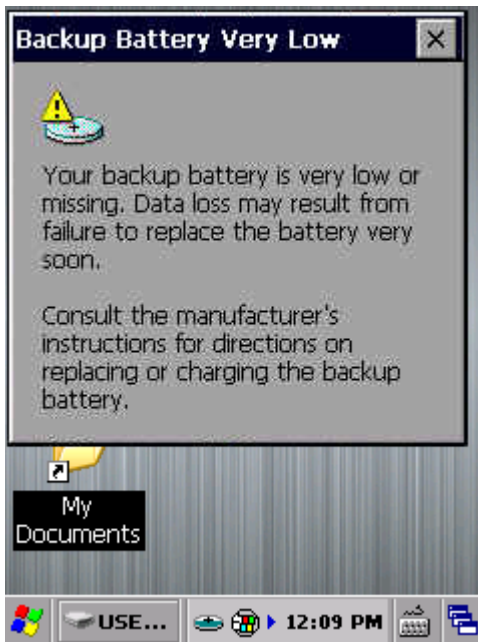 Backup Battery Very Low
Your backup battery is very low or
missing. Data loss may result from
failure to replace the battery very
soon.
Consult the manufacturer's
instructions for directions on
replacing or charging the backup
battery.
My
Documents
USE...
12:09 PM